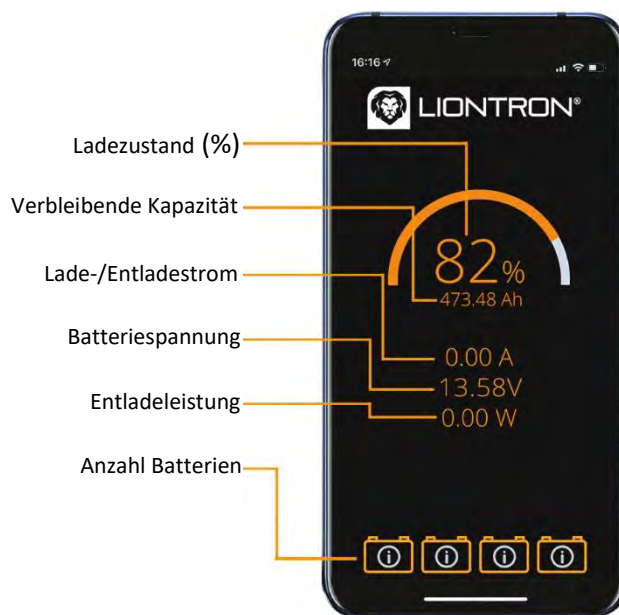 16:16
LIONTRON®
Ladezustand (%)
82%
Verbleibende Kapazität
473.48 Ah
Lade-/Entladestrom
0.00 A
Batteriespannung
13.58V
Entladeleistung
0.00 W
Anzahl Batterien